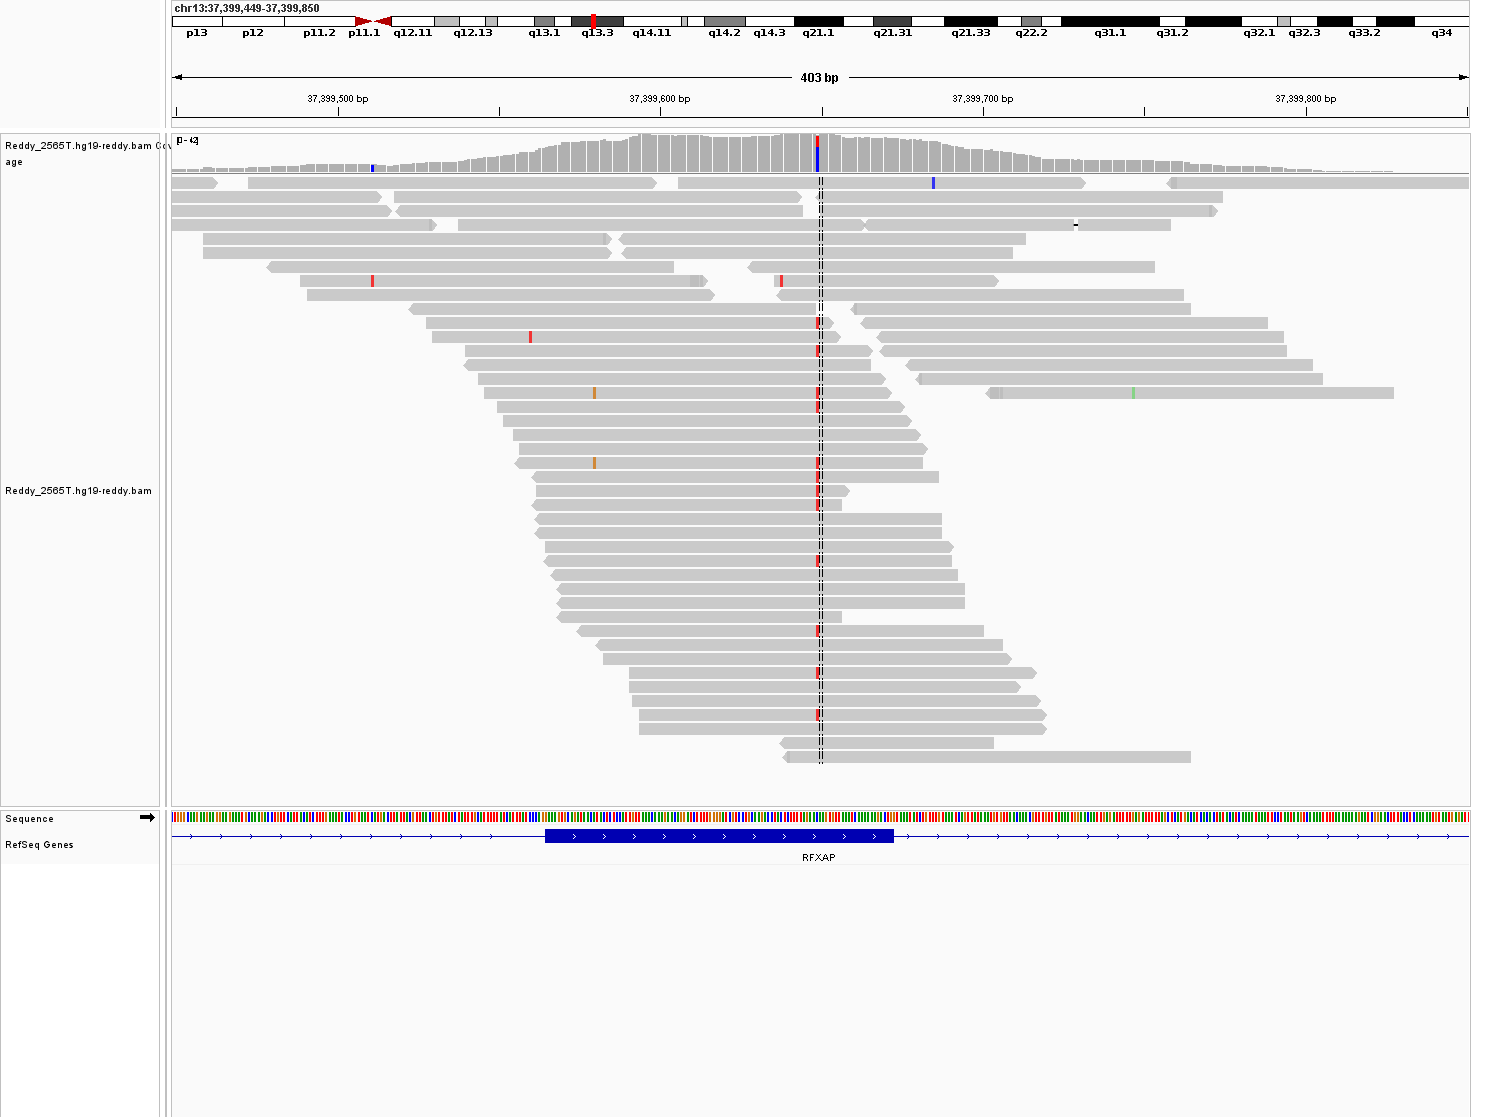 chr13:37,399,449-37,399,850
p13 p12 p11.2 p11.1 q12.11 q12.13 q13.1 q13.3 q14.11 q14.2 q14.3 q21.1 q21.31 q21.33 q22.2 q31.1 q31.2 q32.1 q32.3 q33.2 q34
403 bp
37,399,500 bp 37,399,600 bp 37,399,700 bp 37,399,800 bp
Reddy_2565T.hg19-reddy.bam Cov
age
[0 - 42]
Reddy_2565T.hg19-reddy.bam
Sequence
RefSeq Genes
RFXAP